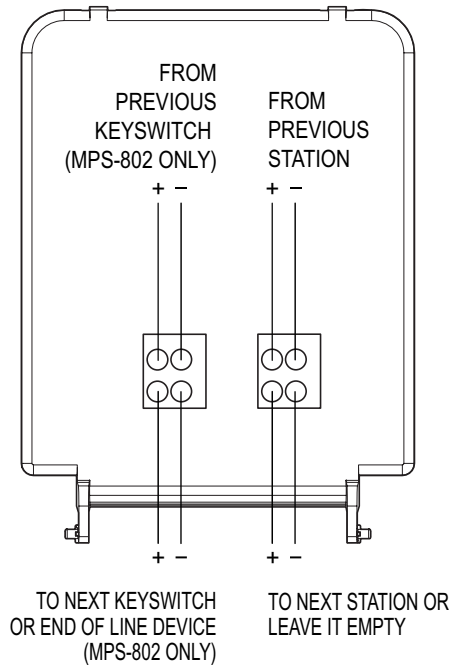 FROM
PREVIOUS
KEYSWITCH
(MPS-802 ONLY)
+ −
FROM
PREVIOUS
STATION
+ −
+ −
TO NEXT KEYSWITCH
OR END OF LINE DEVICE
(MPS-802 ONLY)
+ −
TO NEXT STATION OR
LEAVE IT EMPTY